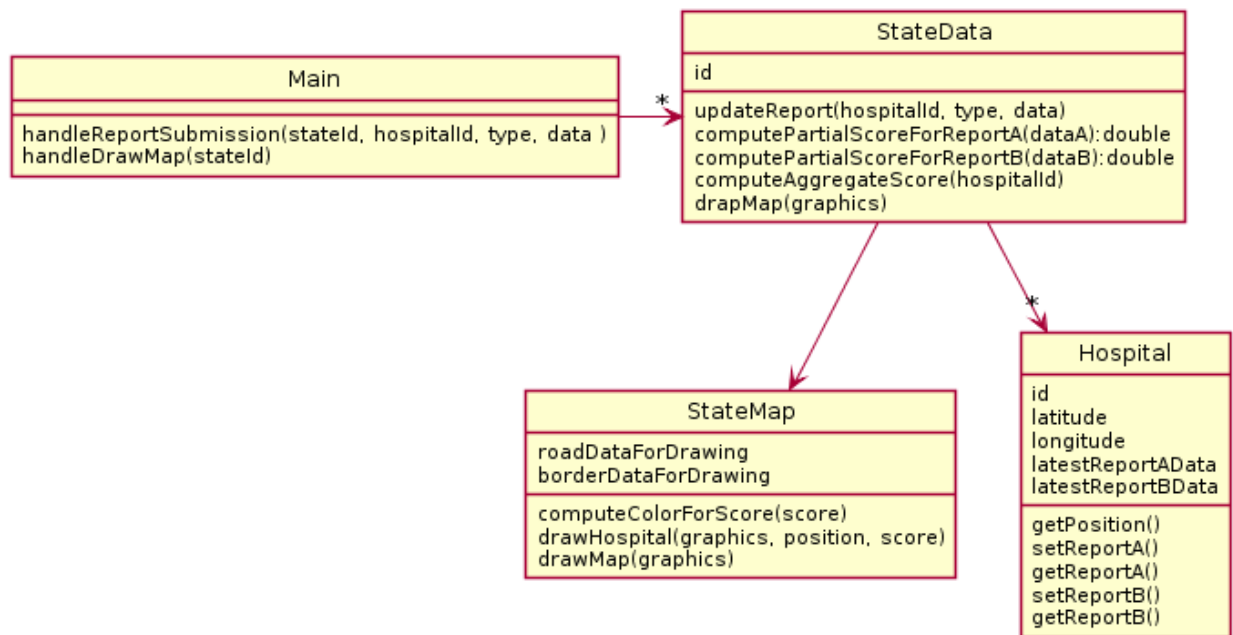 Main
handleReportSubmission(stateId, hospitalId, type, data )
handleDrawMap(stateId)
*
StateData
id
updateReport(hospitalId, type, data)
computePartialScoreForReportA(dataA):double
computePartialScoreForReportB(dataB):double
computeAggregateScore(hospitalId)
drapMap(graphics)
*
StateMap
roadDataForDrawing
borderDataForDrawing
computeColorForScore(score)
drawHospital(graphics, position, score)
drawMap(graphics)
Hospital
id
latitude
longitude
latestReportAData
latestReportBData
getPosition()
setReportA()
getReportA()
setReportB()
getReportB()